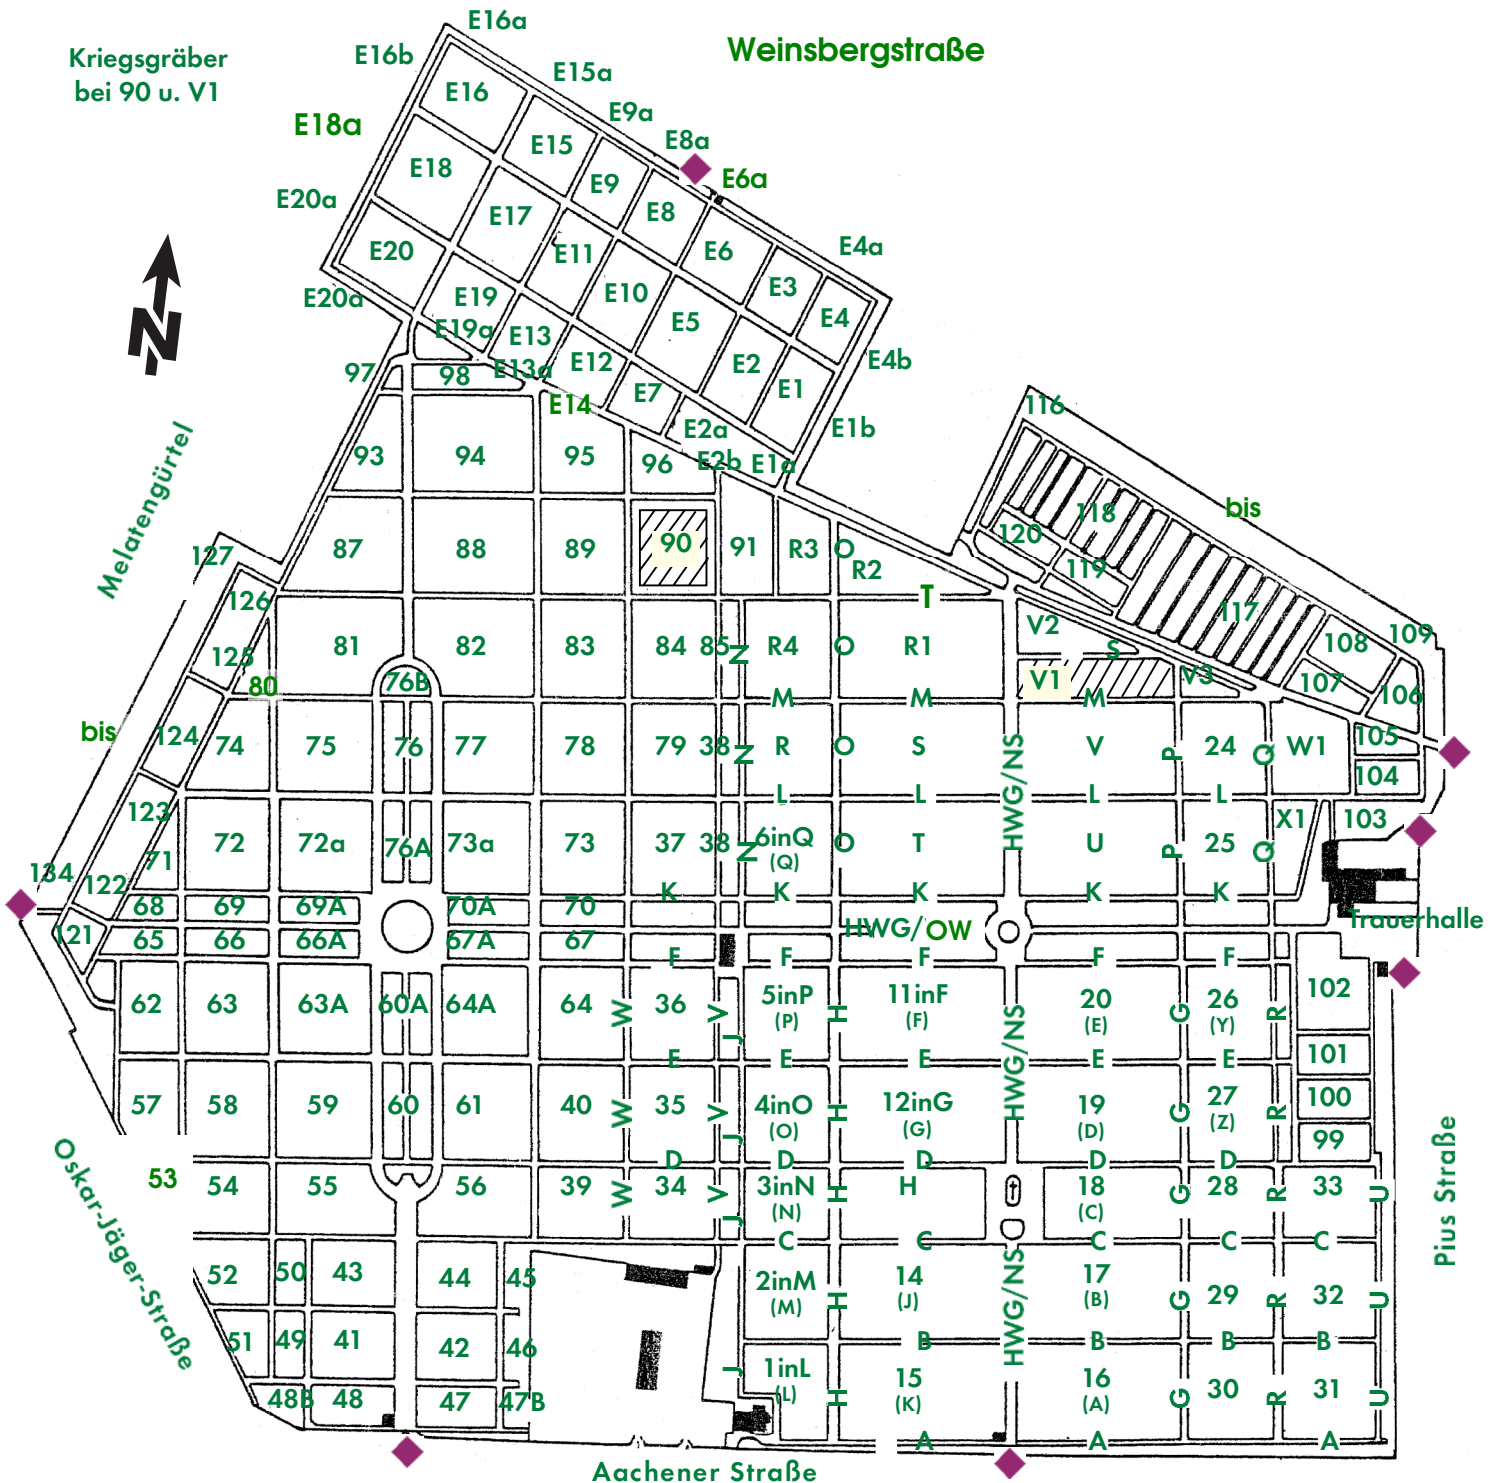 E16a
Weinsbergstraße
Kriegsgräber
bei 90 u. V1
E16b
E15a
E16
E9a
E18a
E8a
E15
E18
E9
E6a
E20a
E17
E8
E4a
E20
E11
E6
E3
E20a
E19
E10
E4
E19a
E13
E5
E4b
N
97
98
E13a
E12
E2
E1
E7
E14
116
E2a
E1b
93
94
95
96
E2b
E1a
Melatengürtel
bis
118
127
87
88
89
90
91
R3
O
R2
120
119
126
T
117
109
125
81
82
83
84
85
N
R4
O
R1
V2
S
108
80
76B
M
M
V1
M
V3
107
106
bis
124
74
75
76
77
78
79
38
N
R
O
S
HWG/NS
V
P
24
Q
W1
105
104
L
L
L
L
123
71
72
72a
76A
73a
37
38
N
6inQ
(Q)
O
T
U
P
25
Q
X1
103
134
122
K
K
K
K
K
68
69
69A
70A
70
121
65
66
66A
67A
67
HWG/OW
Trauerhalle
F
F
F
F
F
62
63
63A
60A
64A
64
W
36
V
J
5inP
(P)
H
11inF
(F)
HWG/NS
20
(E)
G
26
(Y)
R
102
E
E
E
E
E
101
57
58
59
60
61
40
W
35
V
J
4inO
(O)
H
12inG
(G)
19
(D)
G
27
(Z)
R
100
99
D
D
D
D
D
53
54
55
56
39
W
34
V
J
3inN
(N)
H
H
18
(C)
G
28
R
33
U
Pius Straße
Oskar-Jäger-Straße
C
C
C
C
C
52
50
43
44
45
2inM
(M)
H
14
(J)
HWG/NS
17
(B)
G
29
R
32
U
51
49
41
42
46
B
B
B
B
J
1inL
(L)
H
15
(K)
16
(A)
G
30
R
31
U
48B
48
47
47B
A
A
A
Aachener Straße